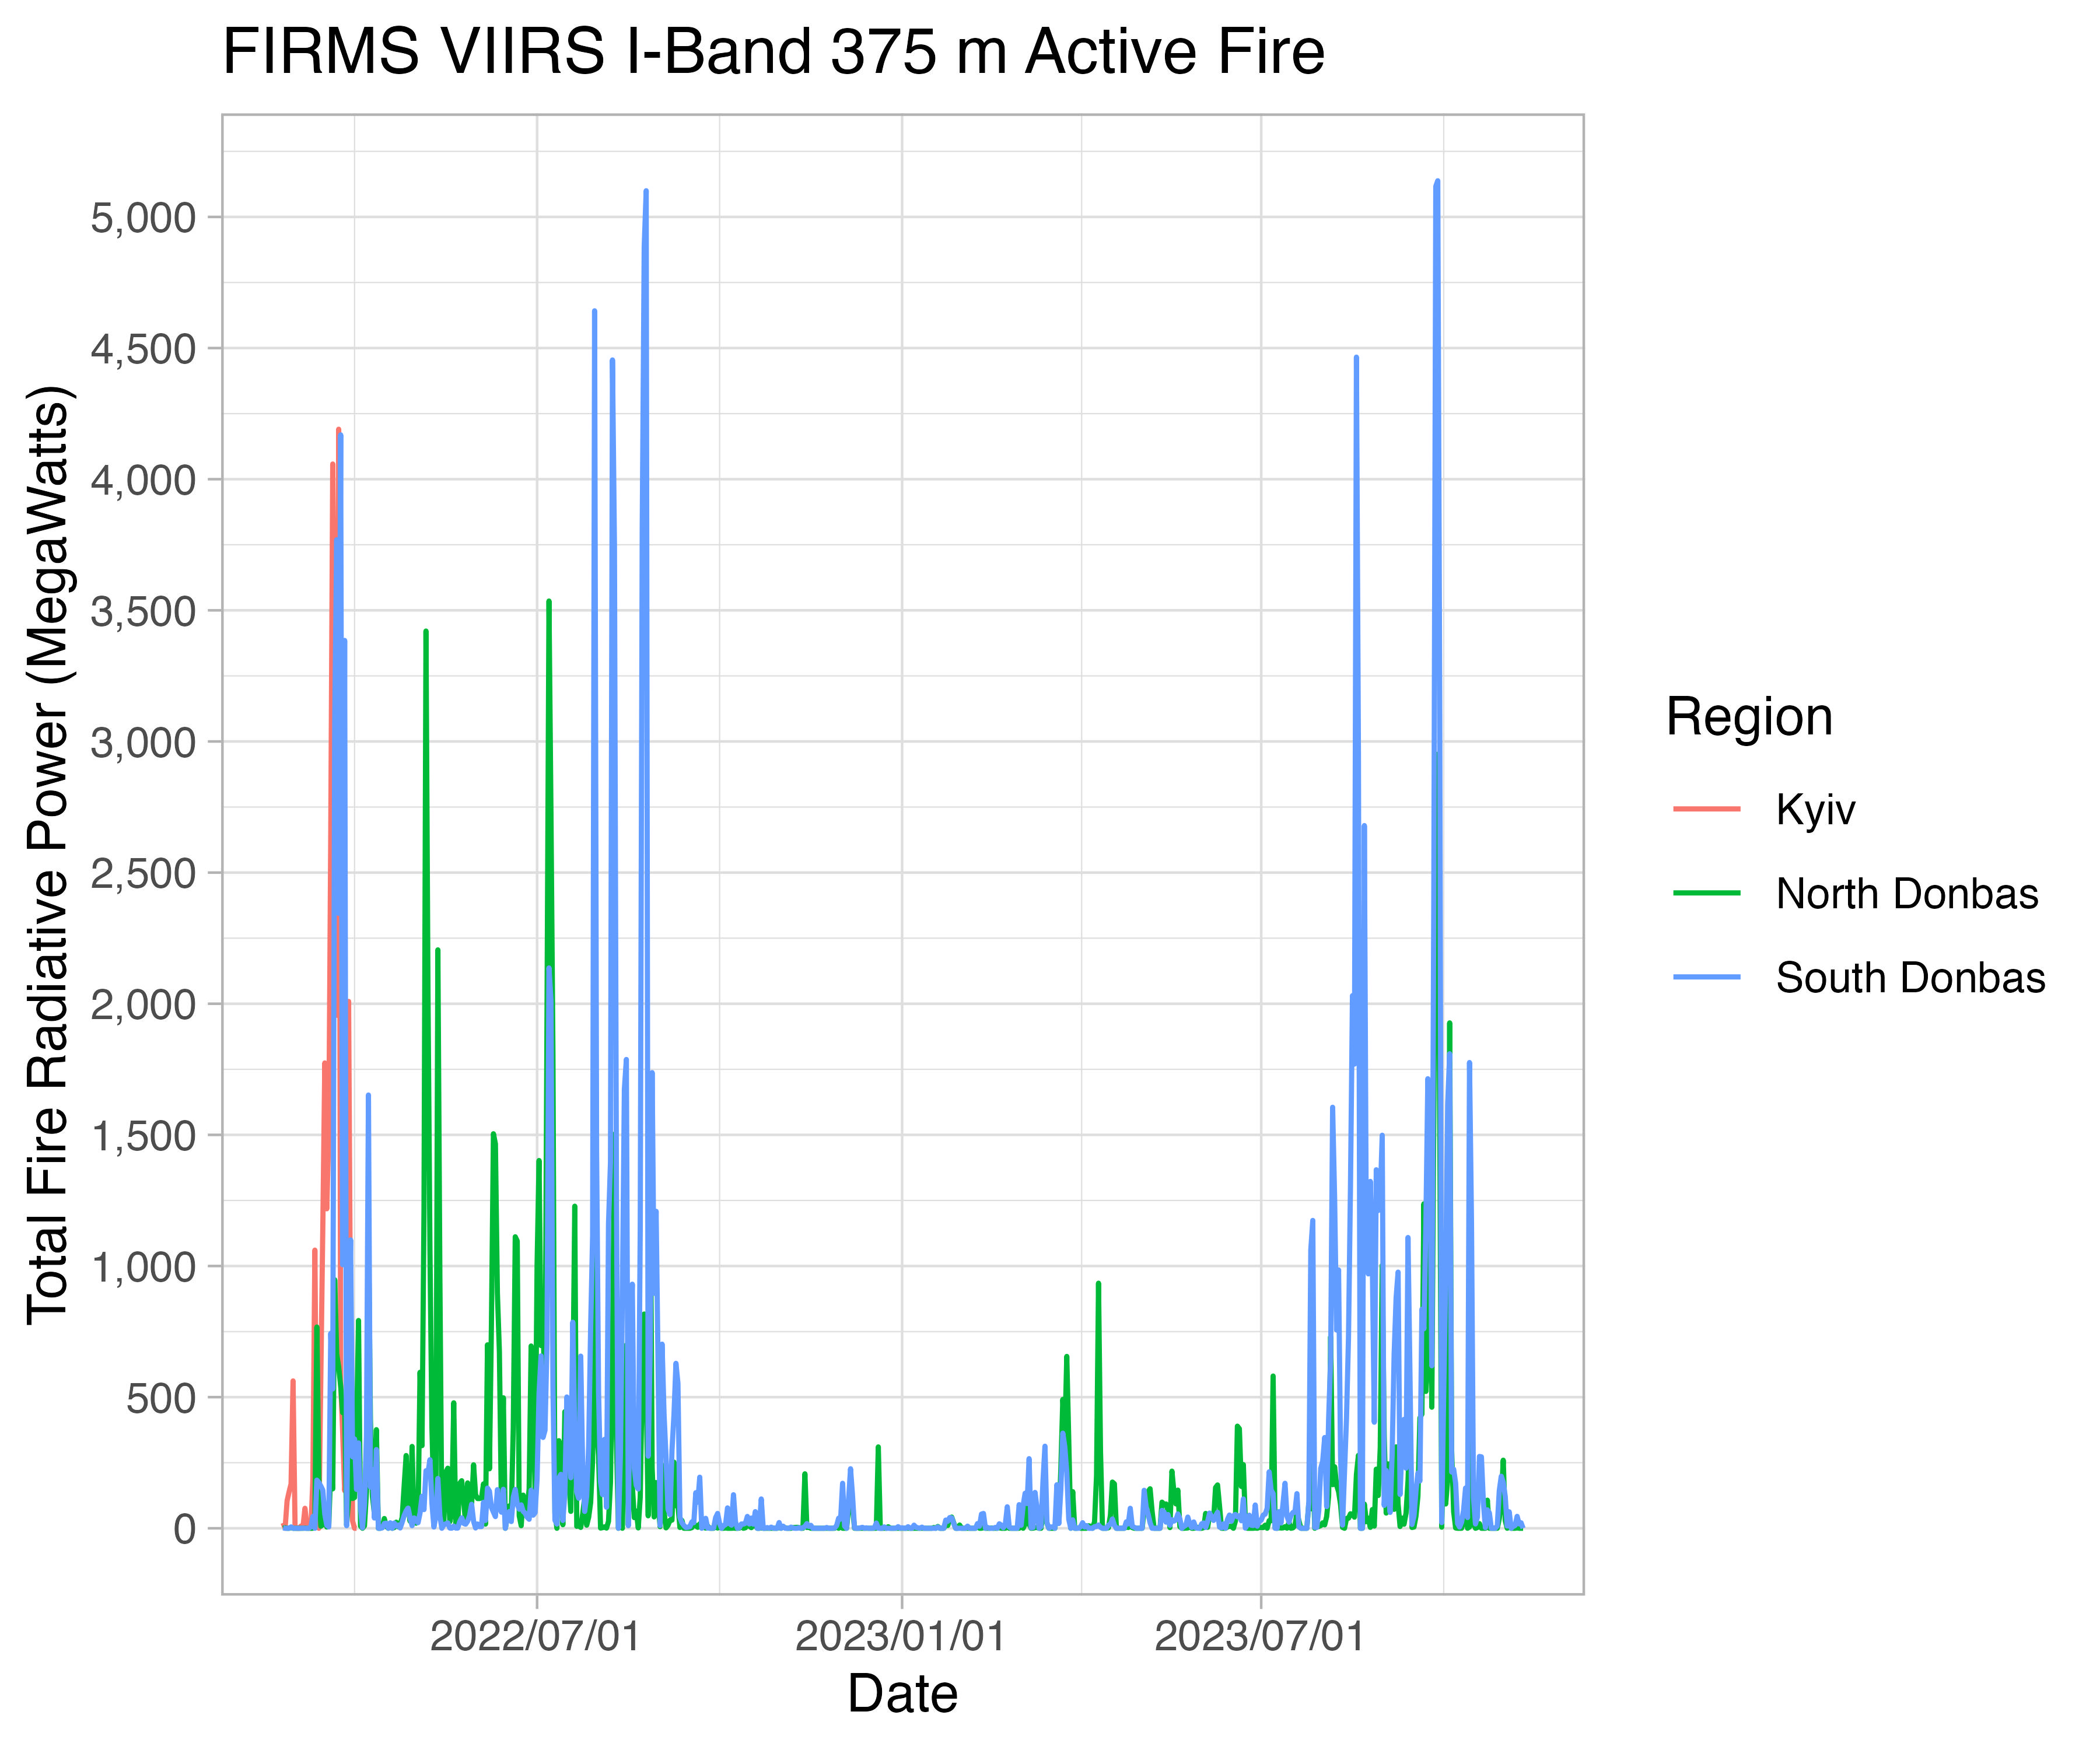 FIRMS VIIRS I-Band 375 m Active Fire
Total Fire Radiative Power (MegaWatts)
5,000
4,500
4,000
3,500
3,000
2,500
2,000
1,500
1,000
500
0
2022/07/01
2023/01/01
2023/07/01
Date
Region
Kyiv
North Donbas
South Donbas